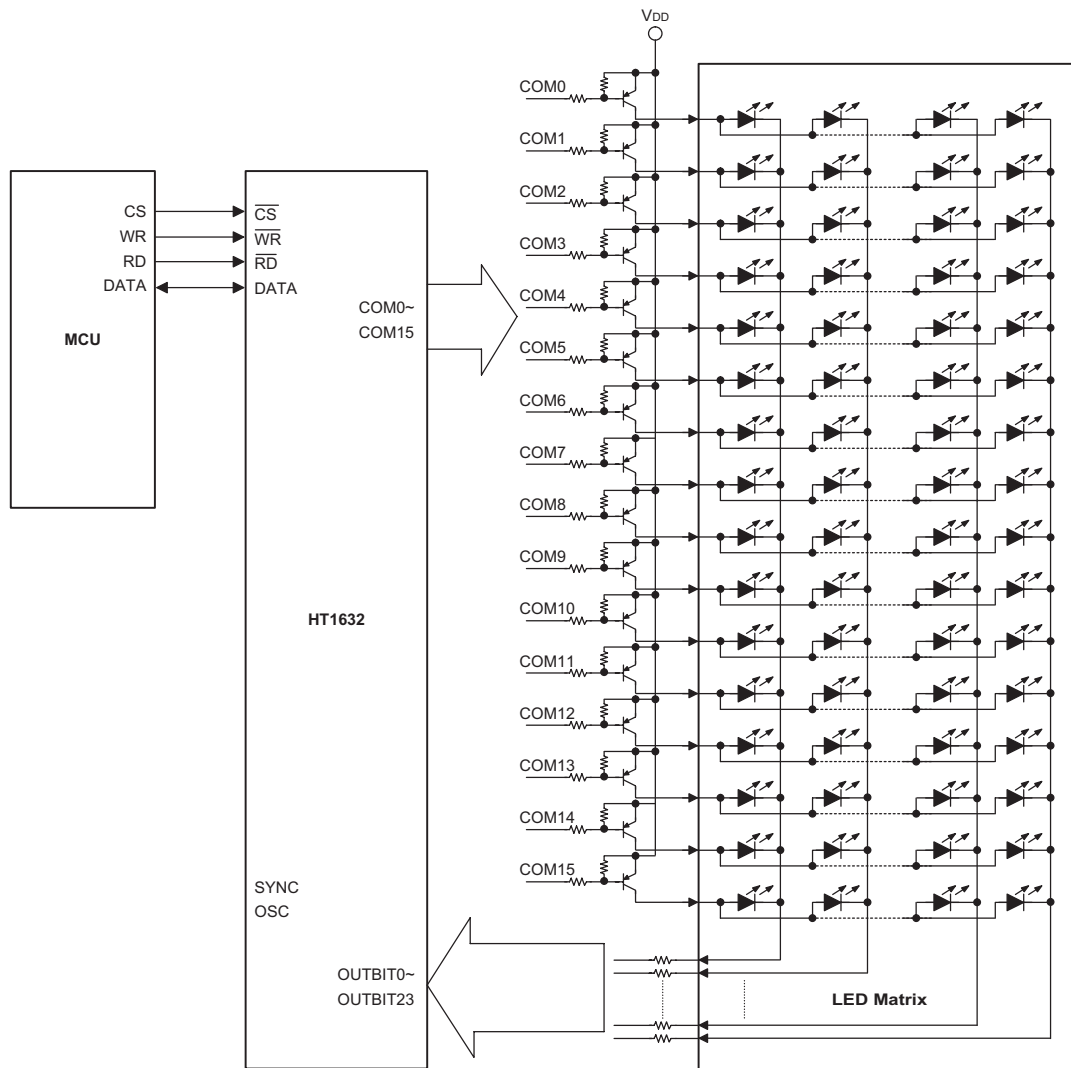 VDD
COM0
COM1
COM2
COM3
COM4
COM5
COM6
COM7
COM8
COM9
COM10
COM11
COM12
COM13
COM14
COM15
CS
WR
RD
DATA
MCU
CS
WR
RD
DATA
COM0~
COM15
HT1632
SYNC
OSC
OUTBIT0~
OUTBIT23
LED Matrix